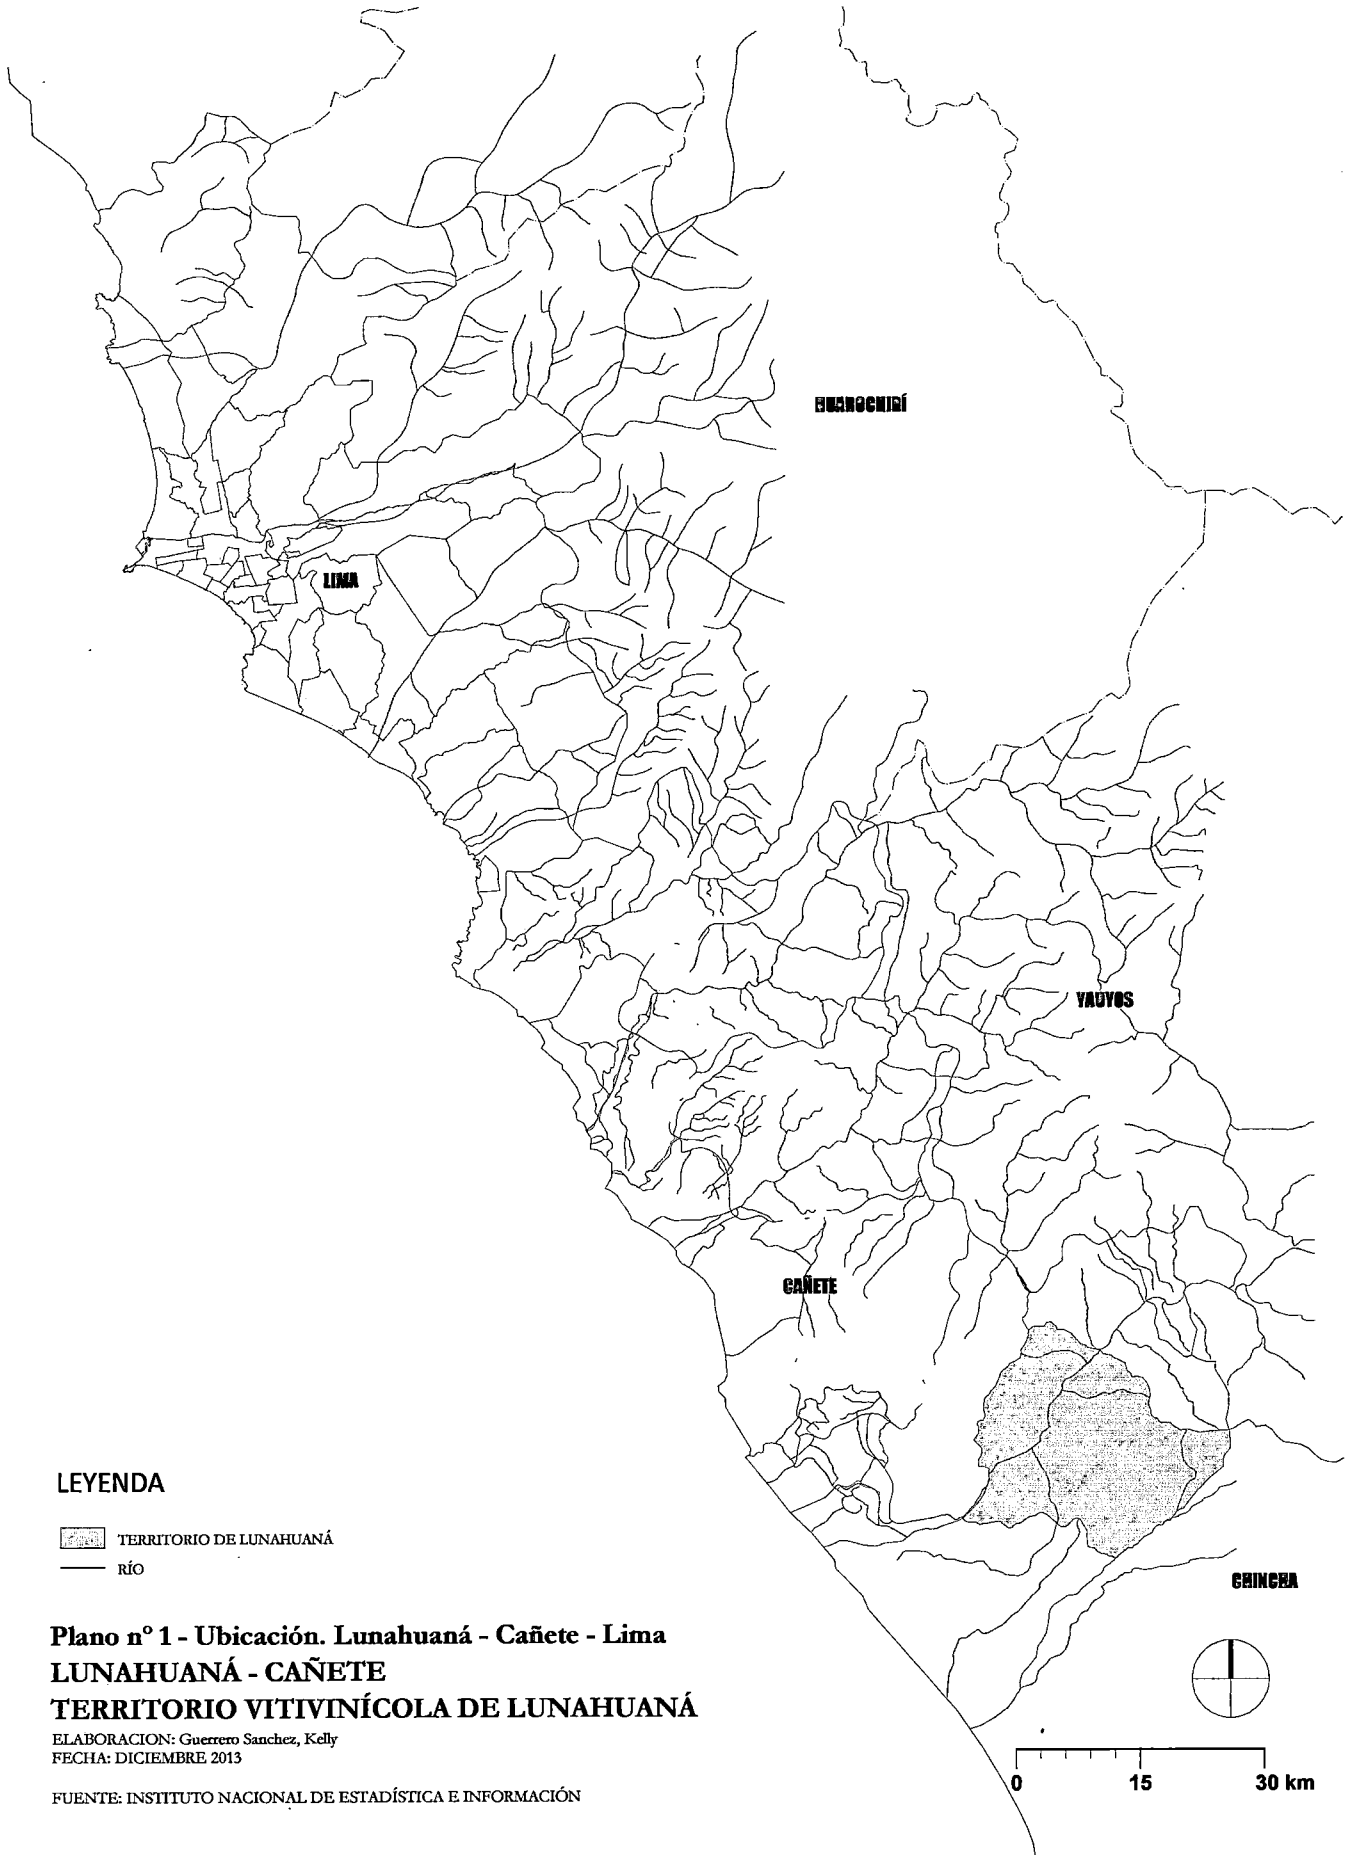 HUAROCHIRÍ
LIMA
YAUYOS
CAÑETE
LEYENDA
TERRITORIO DE LUNAHUANÁ
RÍO
CHINCHA
Plano nº 1 - Ubicación. Lunahuaná - Cañete - Lima
LUNAHUANÁ - CAÑETE
TERRITORIO VITIVINÍCOLA DE LUNAHUANÁ
ELABORACION: Guerrero Sanchez, Kelly
FECHA: DICIEMBRE 2013
0 15 30 km
FUENTE: INSTITUTO NACIONAL DE ESTADÍSTICA E INFORMACIÓN